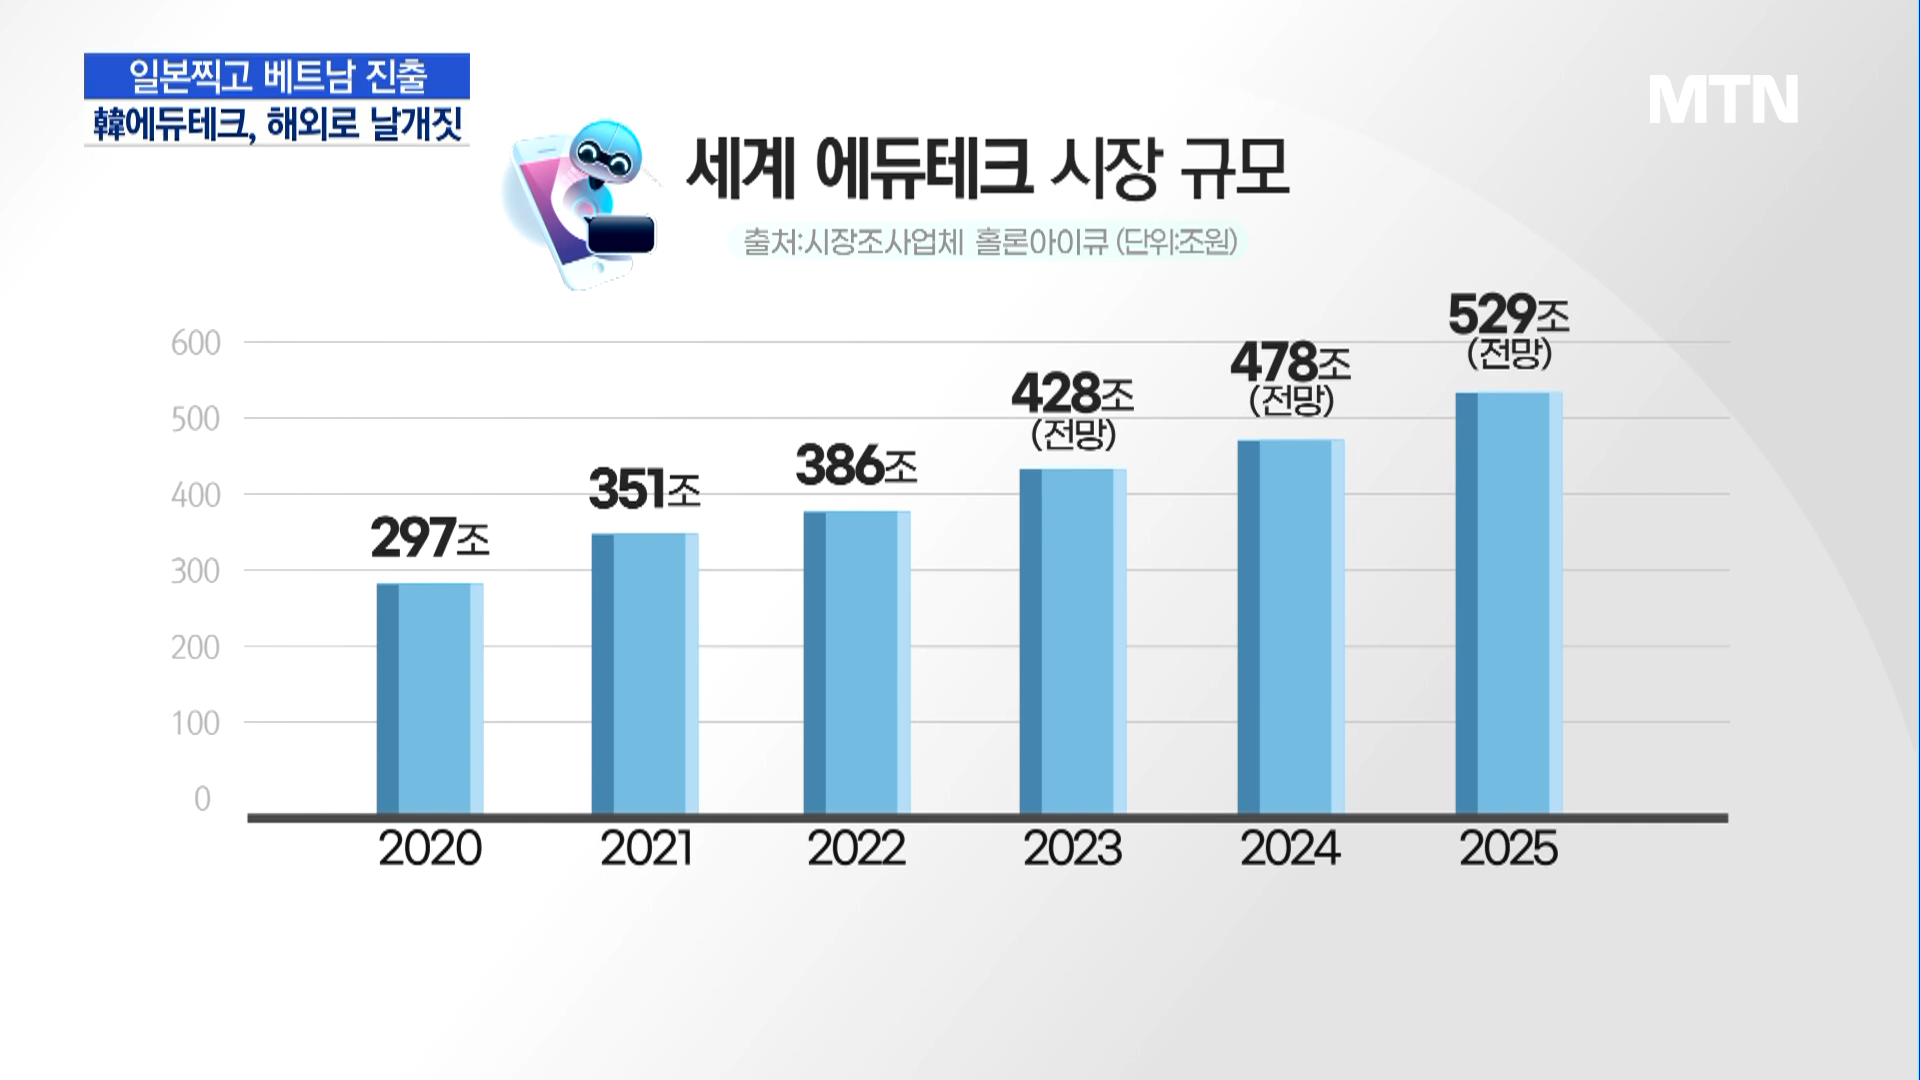 일본찍고 베트남 진출
韓에듀테크, 해외로 날개짓
MTN
세계 에듀테크 시장 규모
출처:시장조사업체 홀론아이큐 (단위:조원)
600
500
400
300
200
100
0
297조
351조
386조
428조
(전망)
478조
(전망)
529조
(전망)
2020
2021
2022
2023
2024
2025